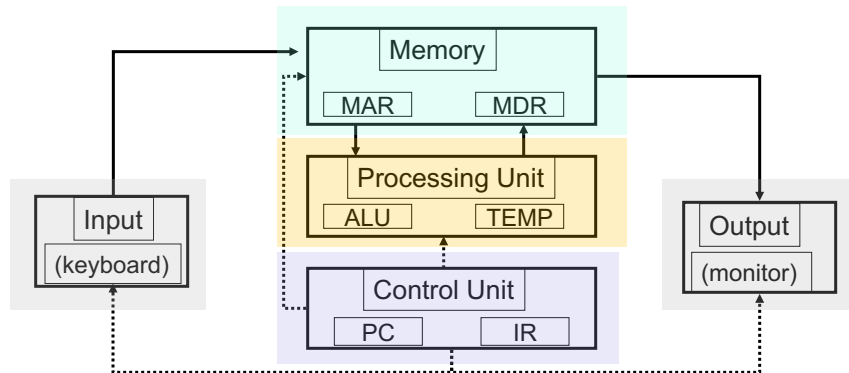 Memory
MAR MDR
Processing Unit
ALU TEMP
Input
(keyboard)
Output
(monitor)
Control Unit
PC IR